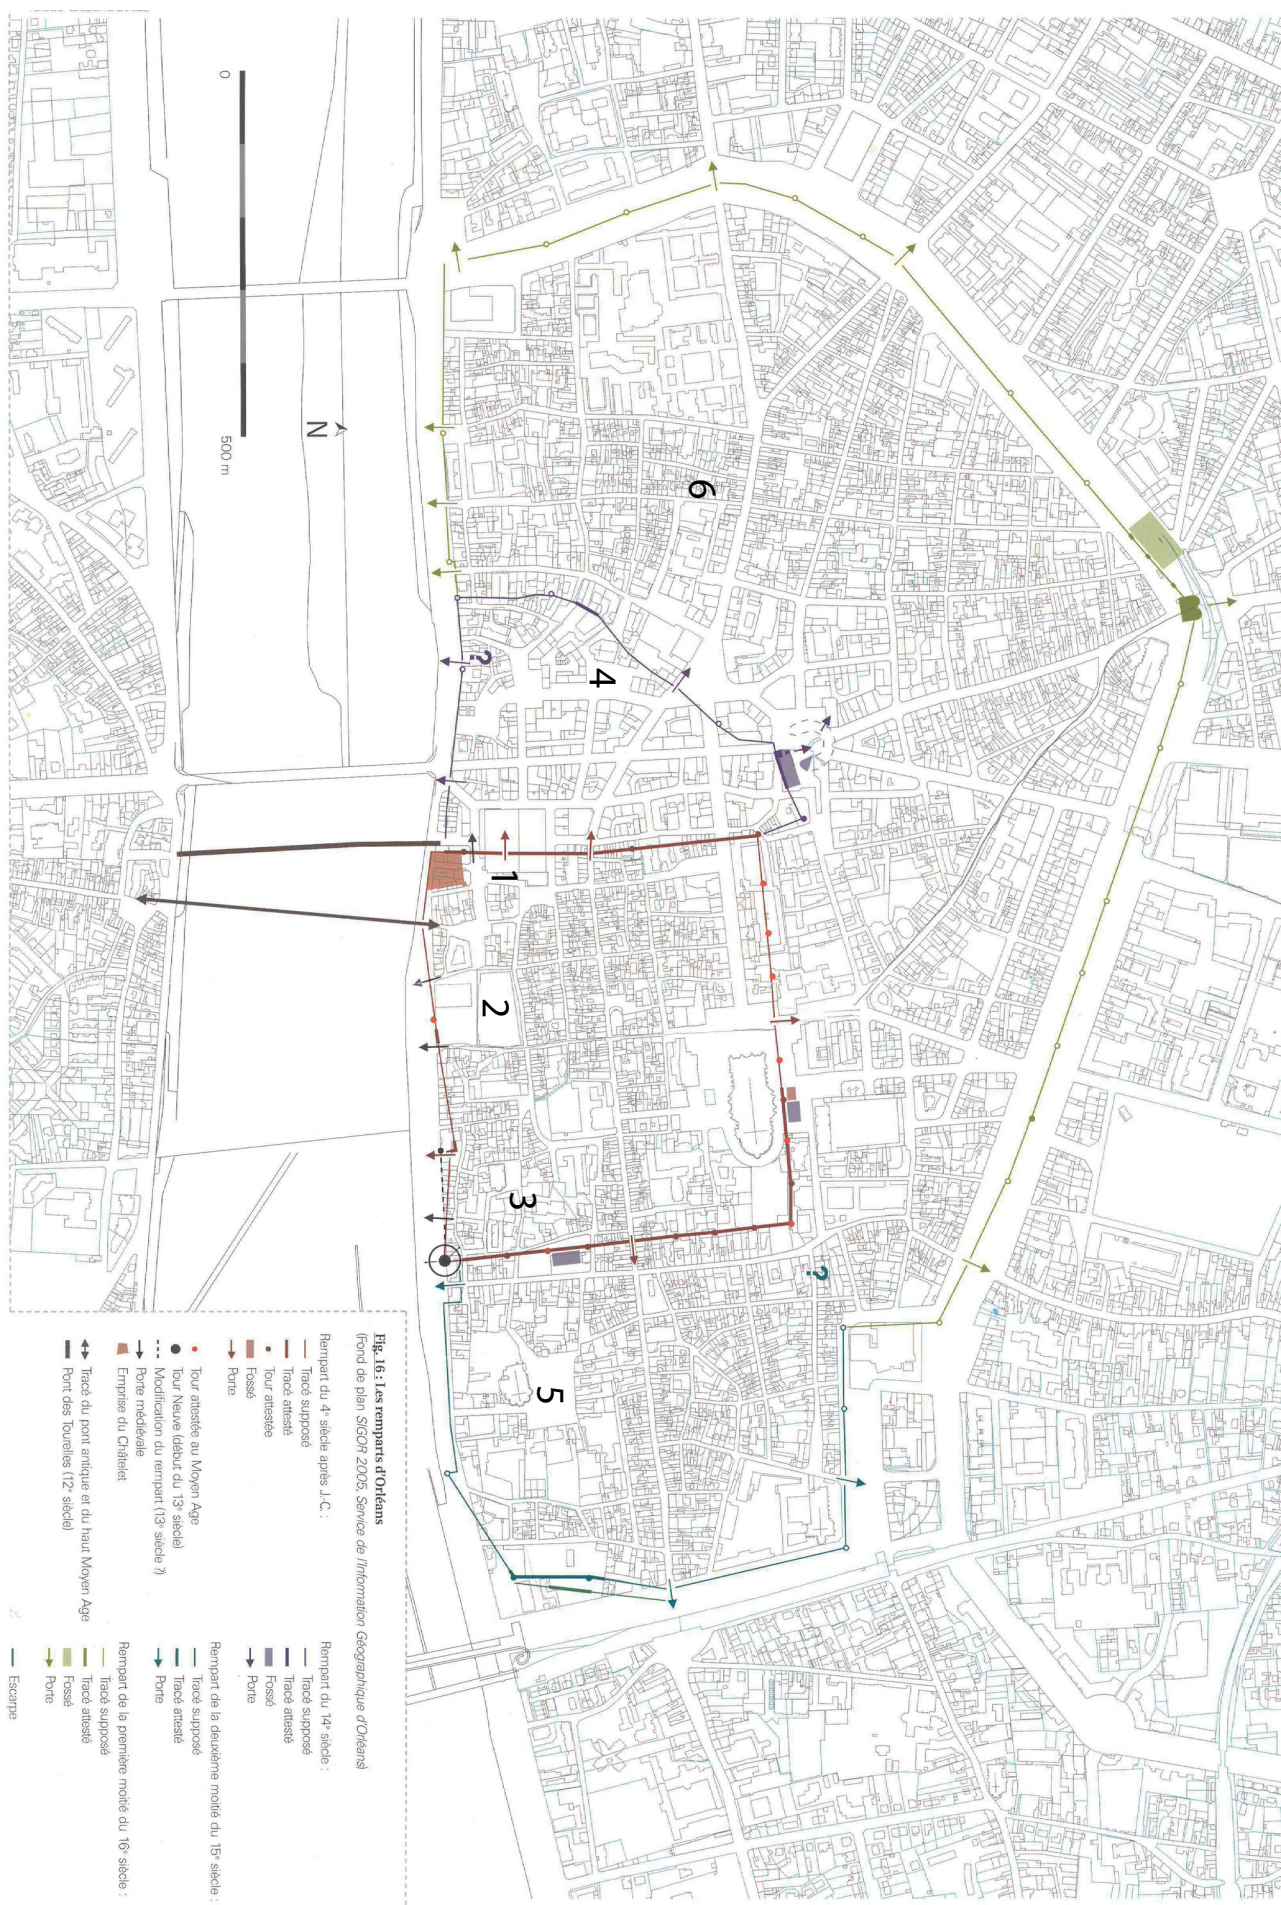 0
500 m
N
6
?
4
1
2
3
?
5
Fig. 16 : Les remparts d'Orléans
(Fond de plan SIGOR 2005, Service de l'Information Géographique d'Orléans)
Rempart du 4e siècle après J.-C. :
Tracé supposé
Tracé attesté
Tour attestée
Fossé
Porte
Tour attestée au Moyen Age
Tour Neuve (début du 13e siècle)
Modification du rempart (13e siècle ?)
Porte médiévale
Emprise du Châtelet
Tracé du pont antique et du haut Moyen Age
Pont des Tourelles (12e siècle)
Rempart du 14e siècle :
Tracé supposé
Tracé attesté
Fossé
Porte
Rempart de la deuxième moitié du 15e siècle :
Tracé supposé
Tracé attesté
Porte
Rempart de la première moitié du 16e siècle :
Tracé supposé
Tracé attesté
Fossé
Porte
Escarpe